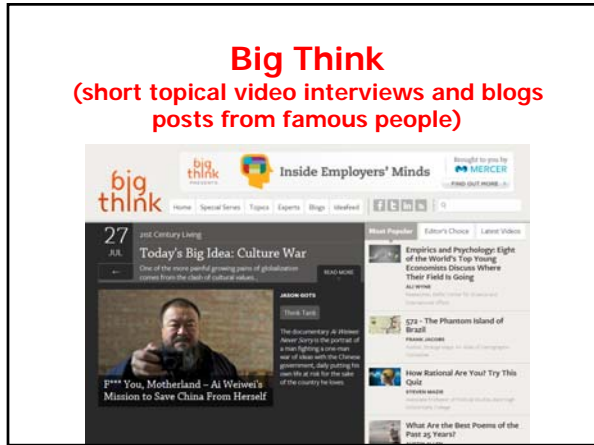 Big Think
(short topical video interviews and blogs
posts from famous people)
big think
PRESENTS
Inside Employers' Minds
Brought to you by
MERCER
FIND OUT MORE
big
think
Home Special Series Topics Experts Blogs Ideafeed
27
JUL
21st Century Living
Today's Big Idea: Culture War
One of the more painful growing pains of globalization
comes from the clash of cultural values...
READ MORE
JASON GOTS
Think Tank
The documentary Ai Weiwei
Never Sorry is the portrait of
a man fighting a one-man
war of ideas with the Chinese
government, daily putting his
own life at risk for the sake
of the country he loves.
F*** You, Motherland – Ai Weiwei's
Mission to Save China From Herself
Most Popular Editor's Choice Latest Videos
Empirics and Psychology: Eight
of the World's Top Young
Economists Discuss Where
Their Field Is Going
ALI WYNE
572 - The Phantom Island of
Brazil
FRANK JACOBS
How Rational Are You? Try This
Quiz
STEVEN MAZIE
What Are the Best Poems of the
Past 25 Years?